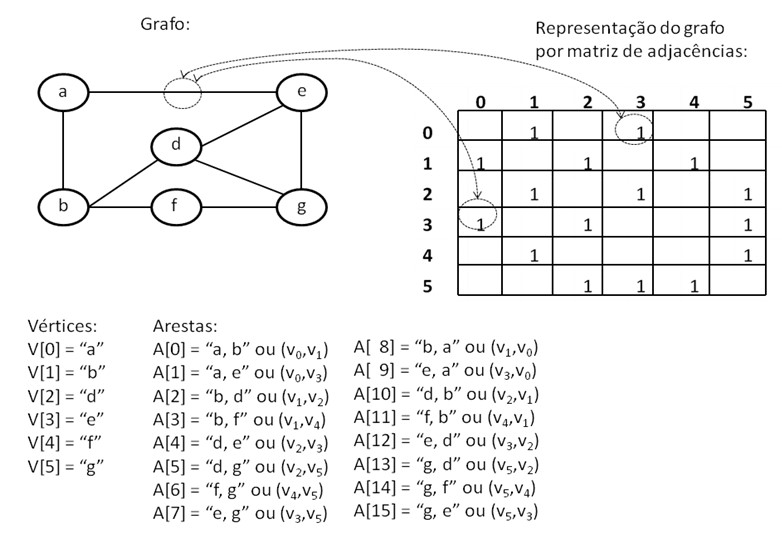 Grafo:
Representação do grafo
por matriz de adjacências:
a
e
d
b
f
g
0 1 2 3 4 5
0 1 1
1 1 1 1
2 1 1 1
3 1 1 1
4 1 1
5 1 1 1
Vértices:
V[0] = “a”
V[1] = “b”
V[2] = “d”
V[3] = “e”
V[4] = “f”
V[5] = “g”
Arestas:
A[0] = “a, b” ou (v₀,v₁)
A[1] = “a, e” ou (v₀,v₃)
A[2] = “b, d” ou (v₁,v₂)
A[3] = “b, f” ou (v₁,v₄)
A[4] = “d, e” ou (v₂,v₃)
A[5] = “d, g” ou (v₂,v₅)
A[6] = “f, g” ou (v₄,v₅)
A[7] = “e, g” ou (v₃,v₅)
A[ 8] = “b, a” ou (v₁,v₀)
A[ 9] = “e, a” ou (v₃,v₀)
A[10] = “d, b” ou (v₂,v₁)
A[11] = “f, b” ou (v₄,v₁)
A[12] = “e, d” ou (v₃,v₂)
A[13] = “g, d” ou (v₅,v₂)
A[14] = “g, f” ou (v₅,v₄)
A[15] = “g, e” ou (v₅,v₃)